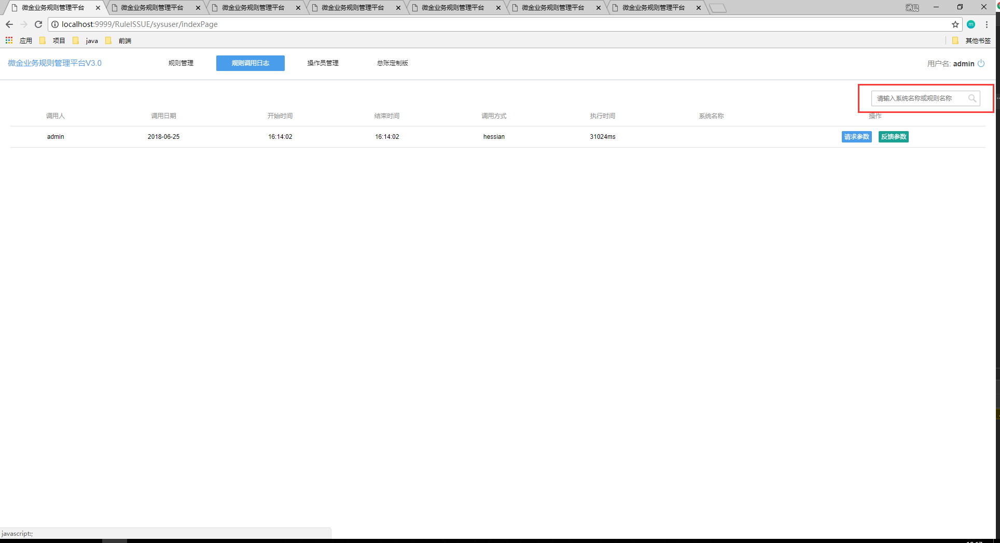 微金业务规则管理平台 微金业务规则管理平台 微金业务规则管理平台 微金业务规则管理平台 微金业务规则管理平台 微金业务规则管理平台 微金业务规则管理平台 涵晨
localhost:9999/RuleISSUE/sysuser/indexPage m
应用 项目 java 前端 其他书签
微金业务规则管理平台V3.0 规则管理 规则调用日志 操作员管理 总账定制版 用户名: admin
请输入系统名称或规则名称
调用人 调用日期 开始时间 结束时间 调用方式 执行时间 系统名称 操作
admin 2018-06-25 16:14:02 16:14:02 hessian 31024ms 请求参数 反馈参数
javascript:;